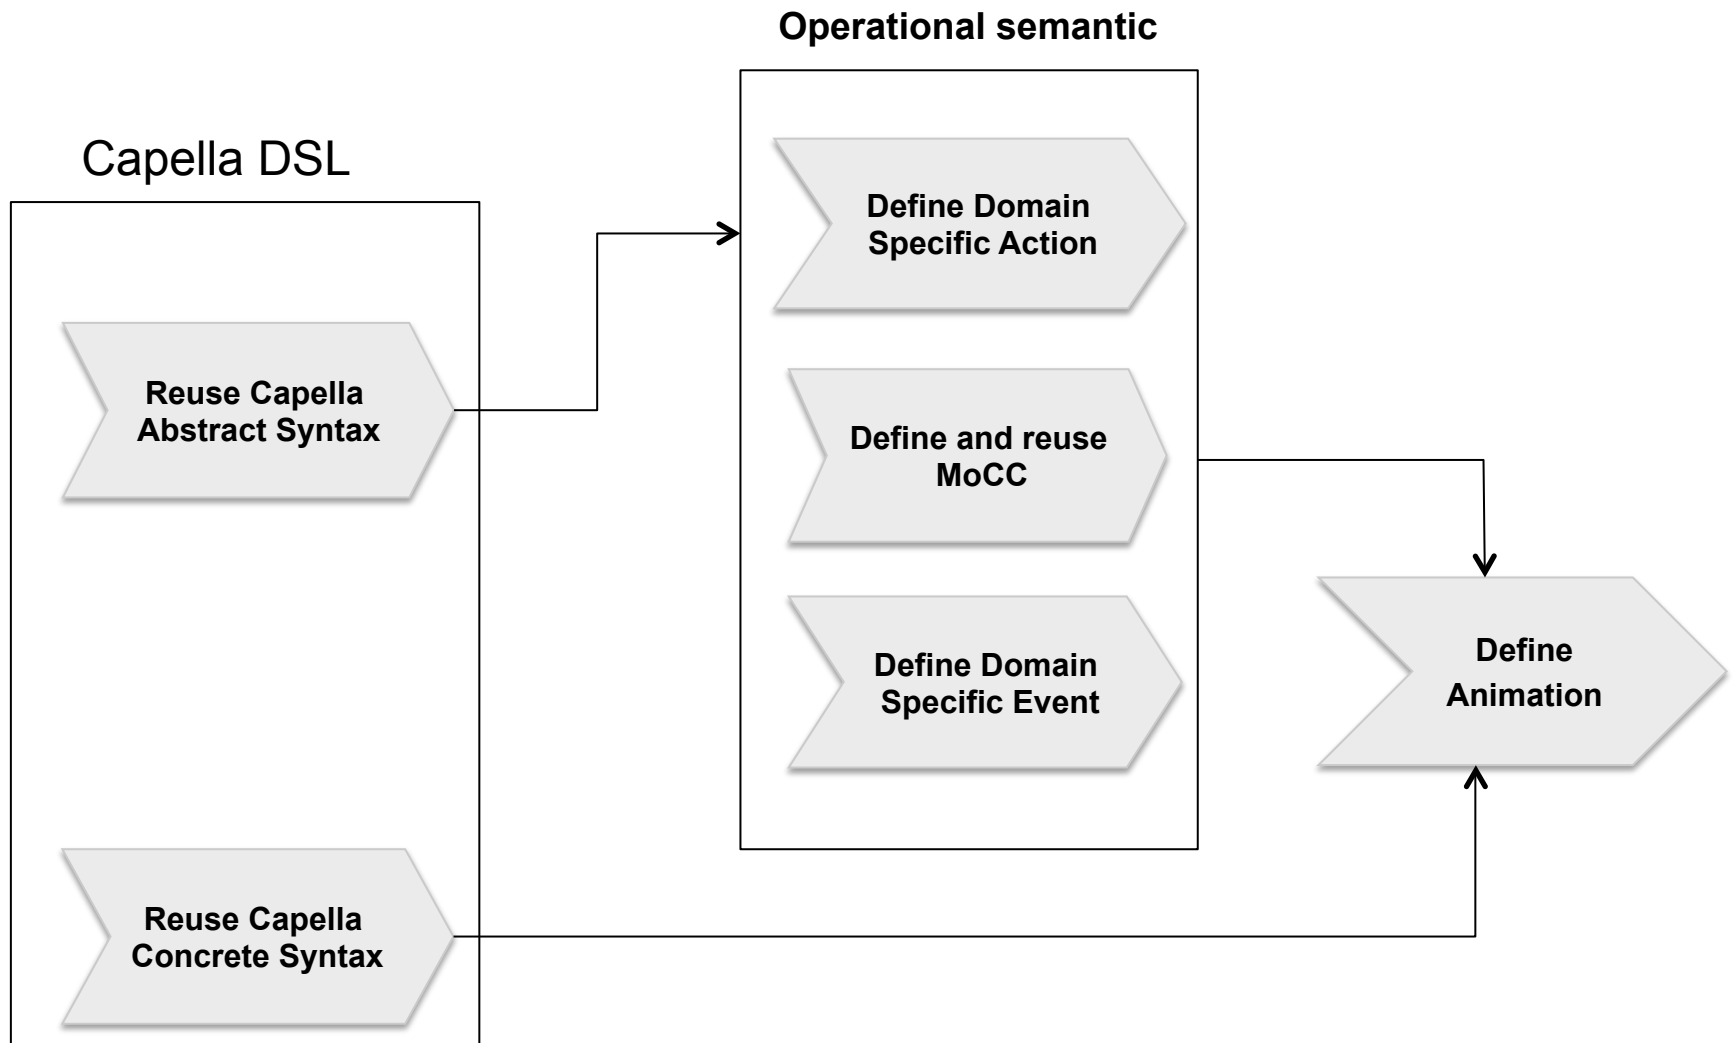 Operational semantic
Capella DSL
Define Domain
Specific Action
Reuse Capella
Abstract Syntax
Define and reuse
MoCC
Define Domain
Specific Event
Define
Animation
Reuse Capella
Concrete Syntax